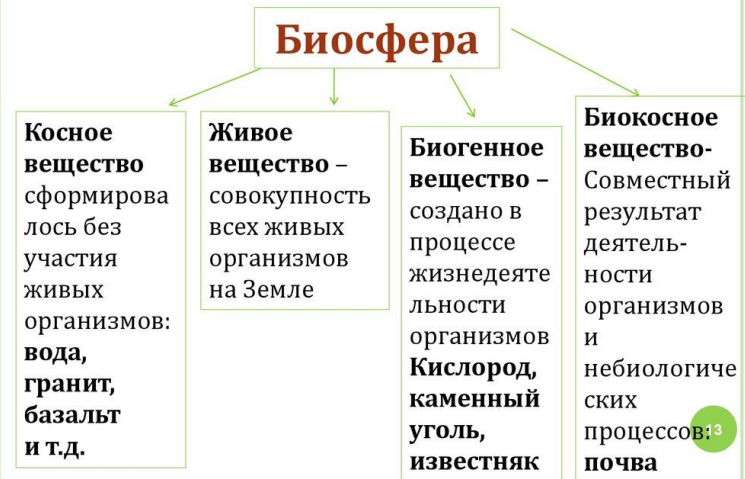 Биосфера
Косное
вещество
сформирова
лось без
участия
живых
организмов:
вода,
гранит,
базальт
и т.д.
Живое
вещество –
совокупность
всех живых
организмов
на Земле
Биогенное
вещество –
создано в
процессе
жизнедеяте
льности
организмов
Кислород,
каменный
уголь,
известняк
Биокосное
вещество-
Совместный
результат
деятель-
ности
организмов
и
небиологиче
ских
процессов:
почва
13